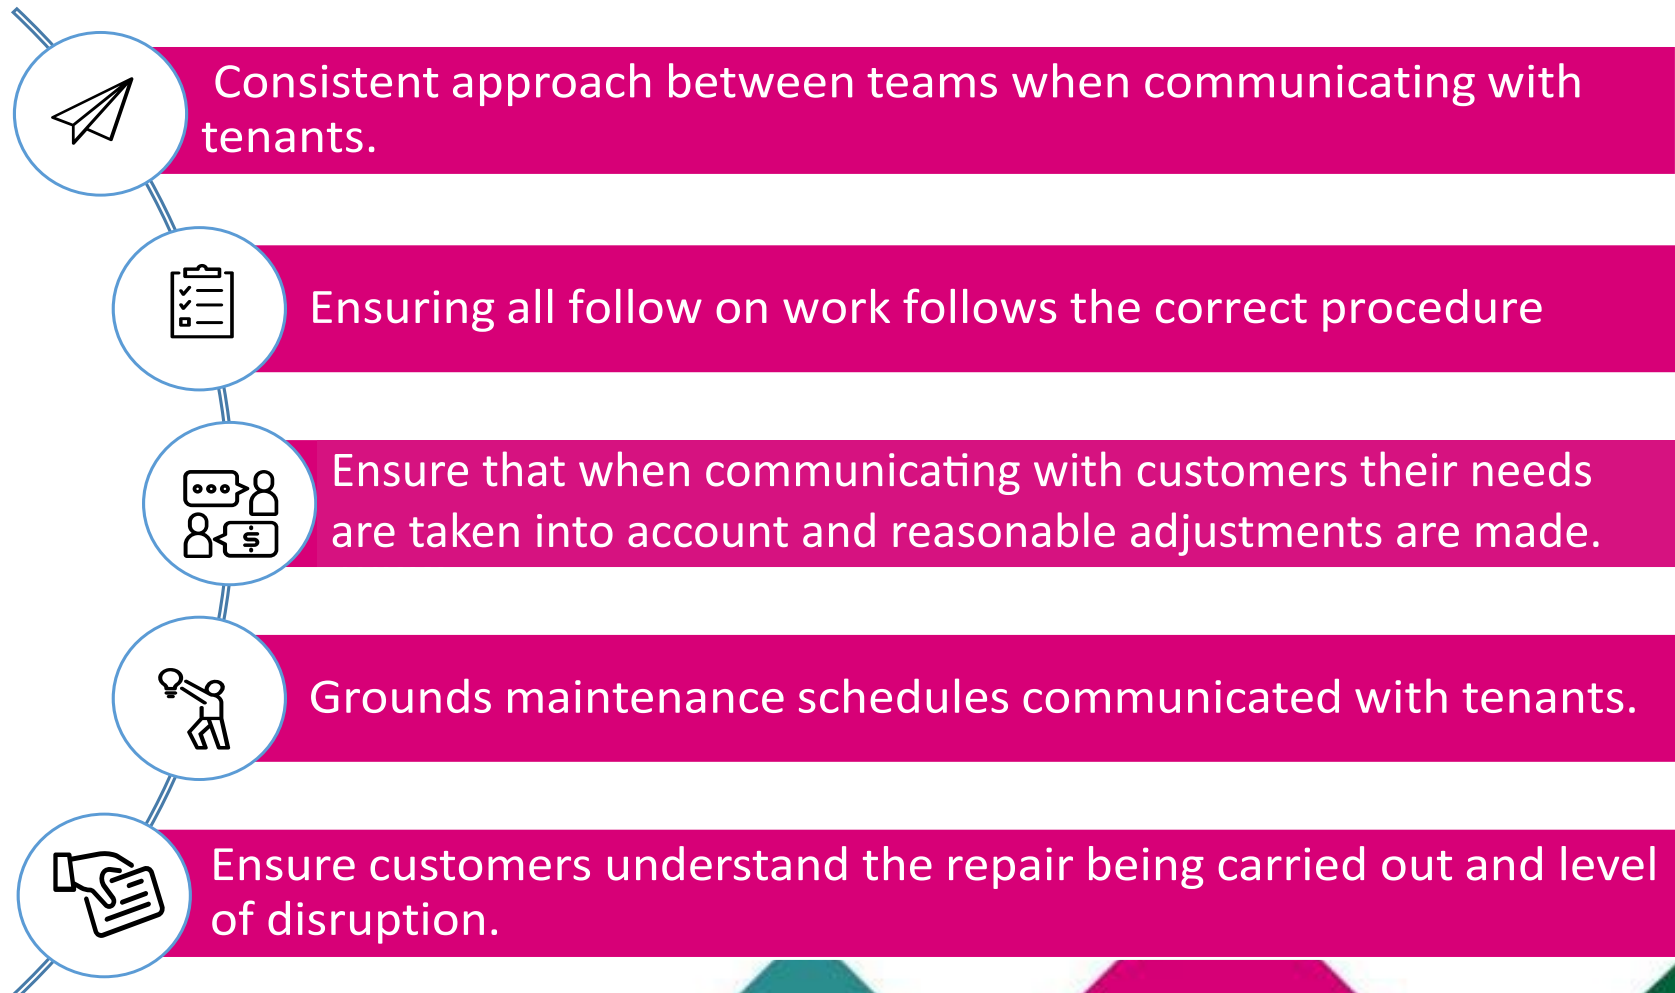 Consistent approach between teams when communicating with
tenants.
Ensuring all follow on work follows the correct procedure
Ensure that when communicating with customers their needs
are taken into account and reasonable adjustments are made.
Grounds maintenance schedules communicated with tenants.
Ensure customers understand the repair being carried out and level
of disruption.